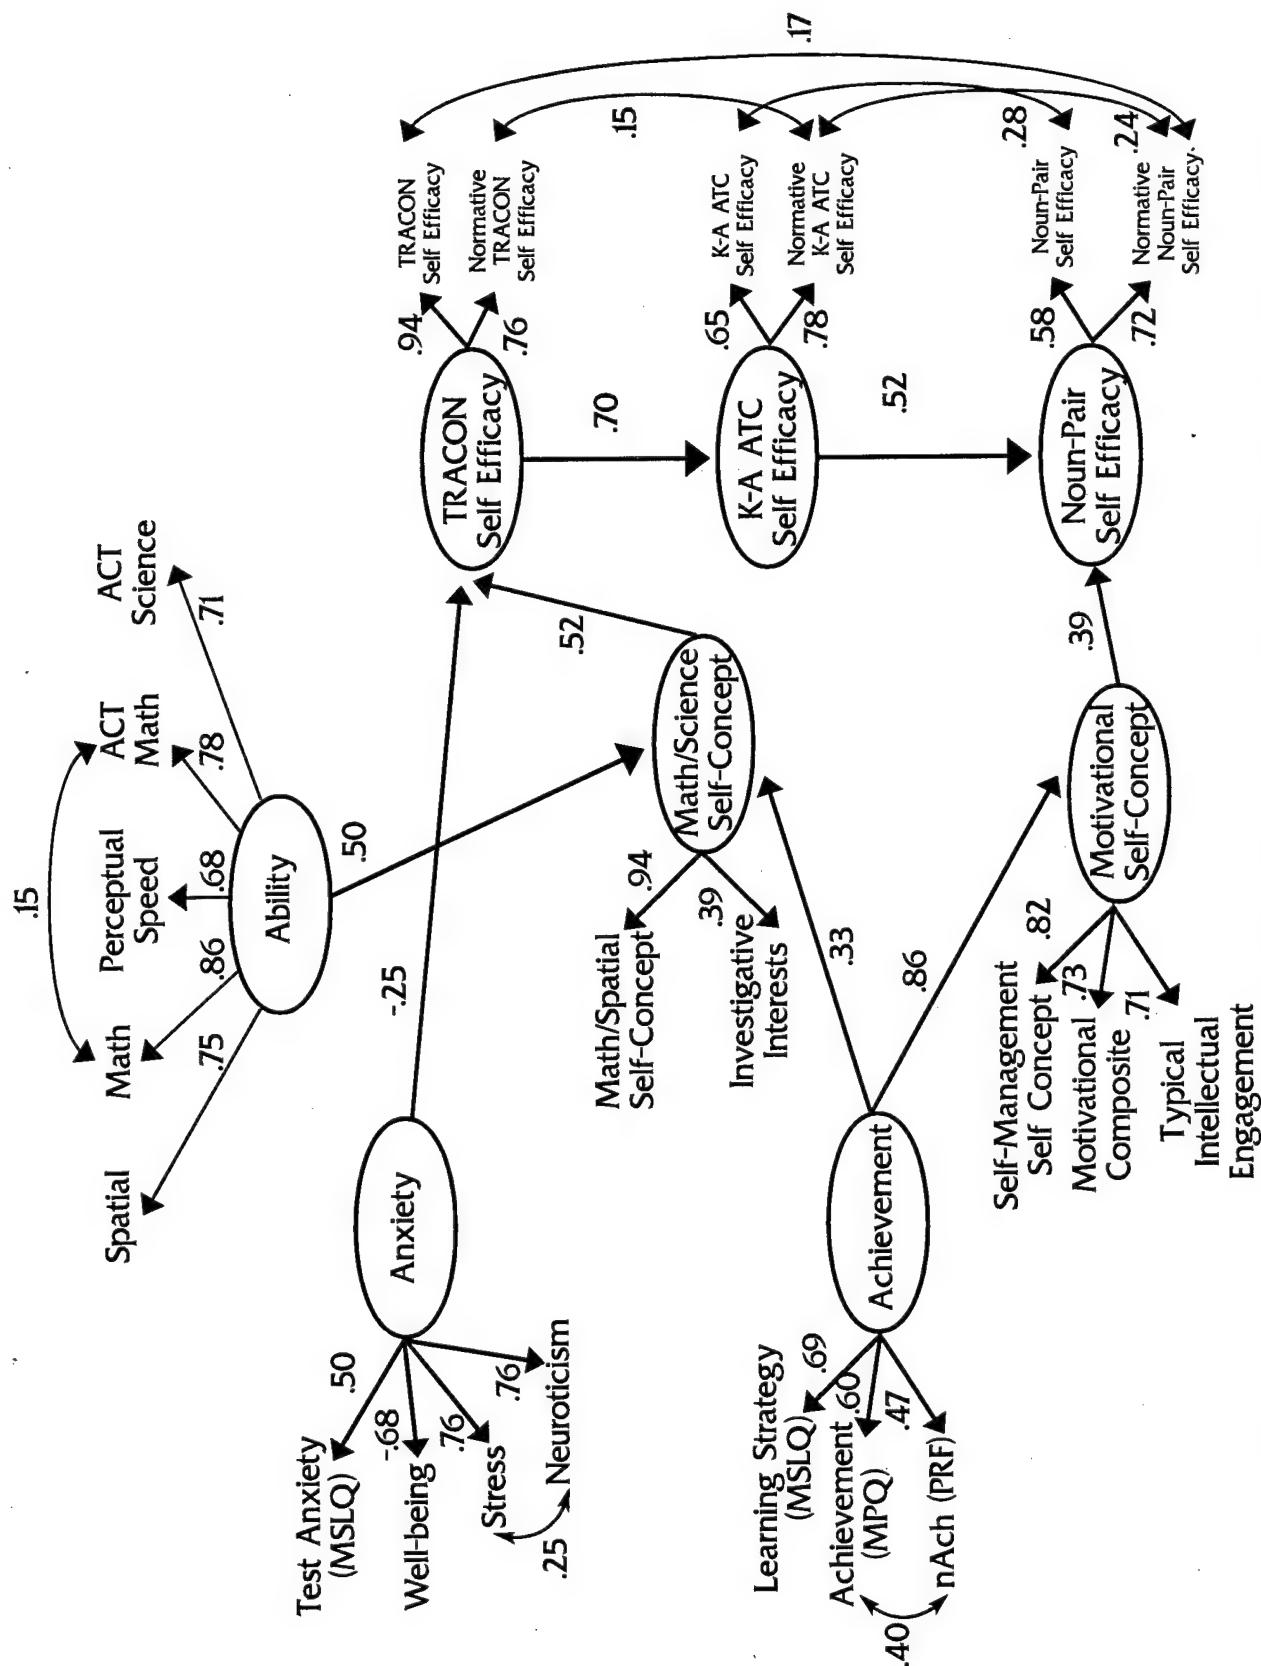 .15
Spatial
Math
Perceptual
Speed
ACT
Math
ACT
Science
.75
.86
.68
.78
.71
Ability
.50
Test Anxiety
(MSLQ)
Well-being
Stress
Neuroticism
.25
.50
-.68
.76
.76
Anxiety
-.25
Math/Spatial
Self-Concept
Investigative
Interests
.94
.39
Math/Science
Self-Concept
.52
.33
Learning Strategy
(MSLQ)
Achievement
(MPQ)
nAch (PRF)
.40
.69
.60
.47
Achievement
.86
Self-Management
Self Concept
Motivational
Composite
Typical
Intellectual
Engagement
.82
.73
.71
Motivational
Self-Concept
.39
TRACON
Self Efficacy
.94
.76
TRACON
Self Efficacy
Normative
TRACON
Self Efficacy
.70
K-A ATC
Self Efficacy
.65
.78
K-A ATC
Self Efficacy
Normative
K-A ATC
Self Efficacy
.52
Noun-Pair
Self Efficacy
.58
.72
Noun-Pair
Self Efficacy
Normative
Noun-Pair
Self Efficacy
.15
.28
.24
.17